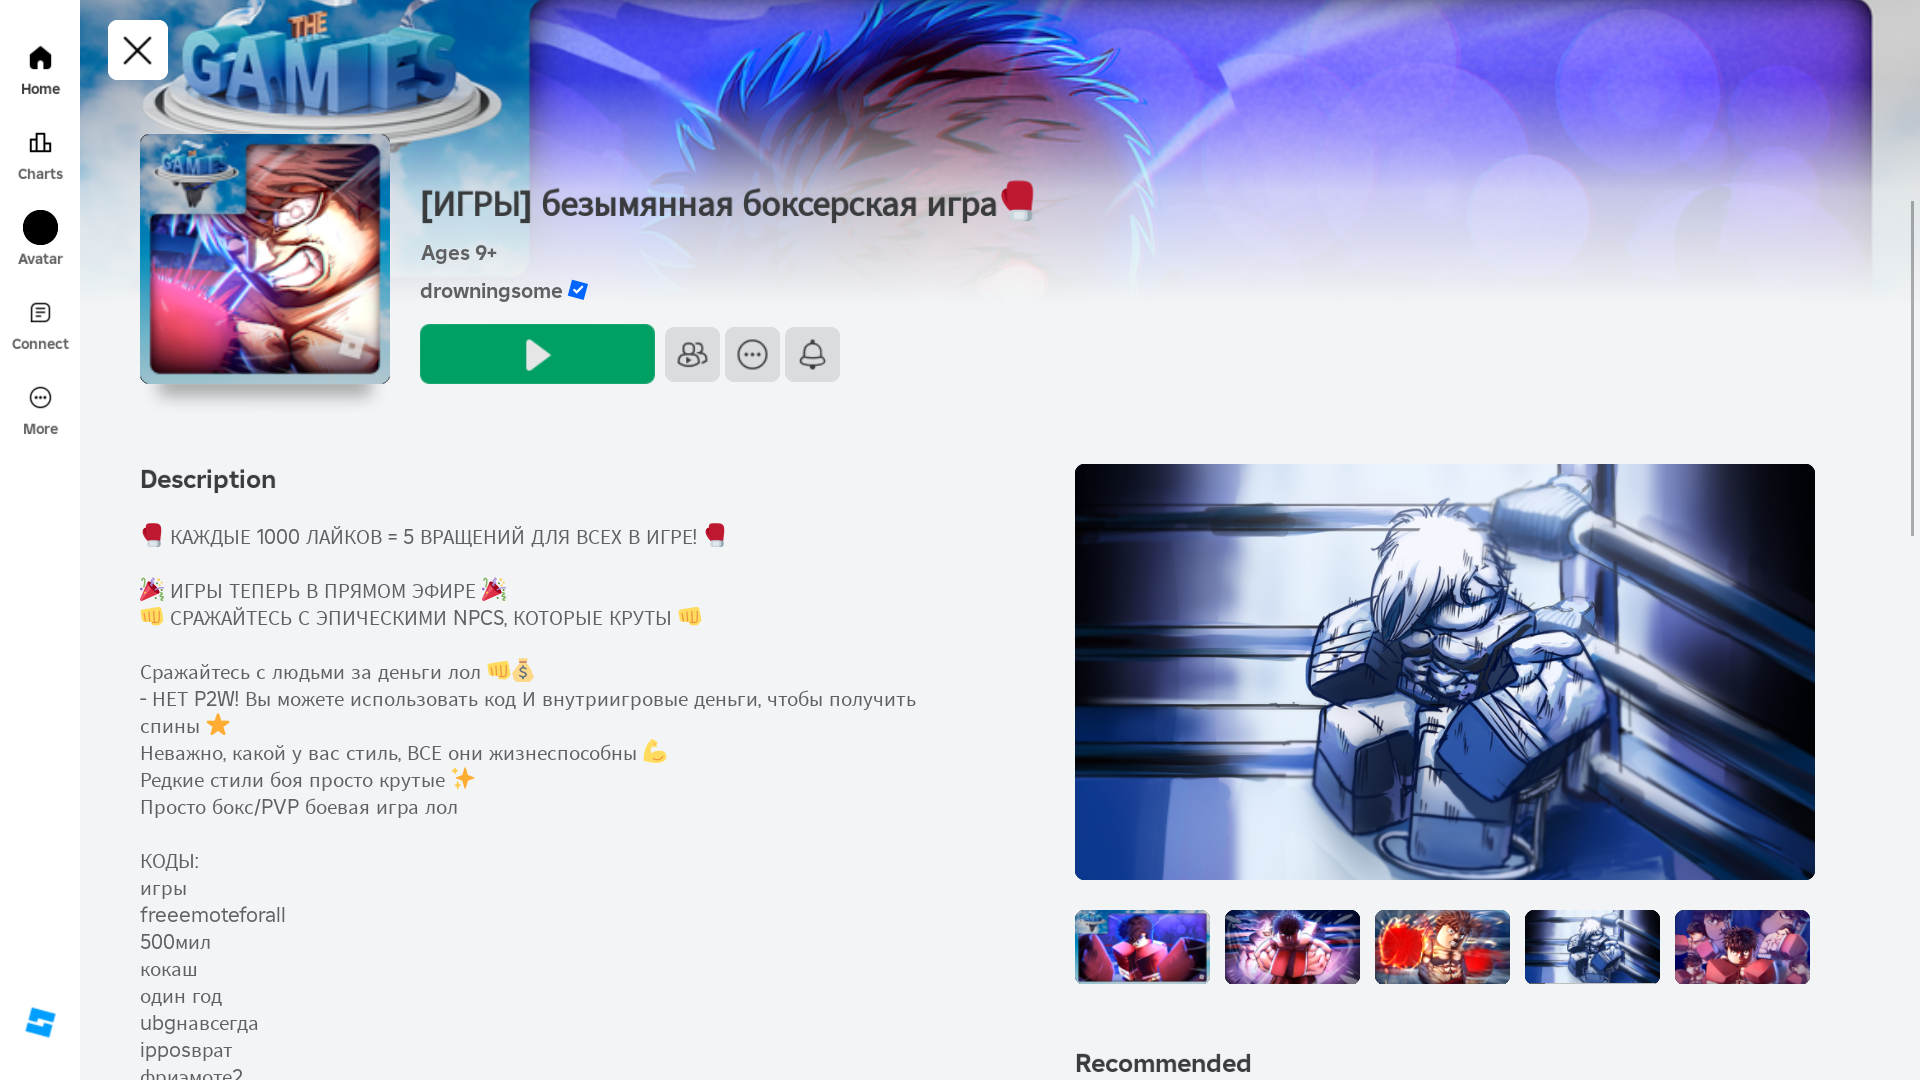 THE
GAMES
Home
Charts
Avatar
Connect
More
THE
GAMES
[ИГРЫ] безымянная боксерская игра
Ages 9+
drowningsome
Description
КАЖДЫЕ 1000 ЛАЙКОВ = 5 ВРАЩЕНИЙ ДЛЯ ВСЕХ В ИГРЕ!
ИГРЫ ТЕПЕРЬ В ПРЯМОМ ЭФИРЕ
СРАЖАЙТЕСЬ С ЭПИЧЕСКИМИ NPCS, КОТОРЫЕ КРУТЫ
Сражайтесь с людьми за деньги лол
- НЕТ P2W! Вы можете использовать код И внутриигровые деньги, чтобы получить
спины
Неважно, какой у вас стиль, ВСЕ они жизнеспособны
Редкие стили боя просто крутые
Просто бокс/PVP боевая игра лол
КОДЫ:
игры
freeemoteforall
500мил
кокаш
один год
ubgнавсегда
ipposврат
фриэмоте2
Recommended